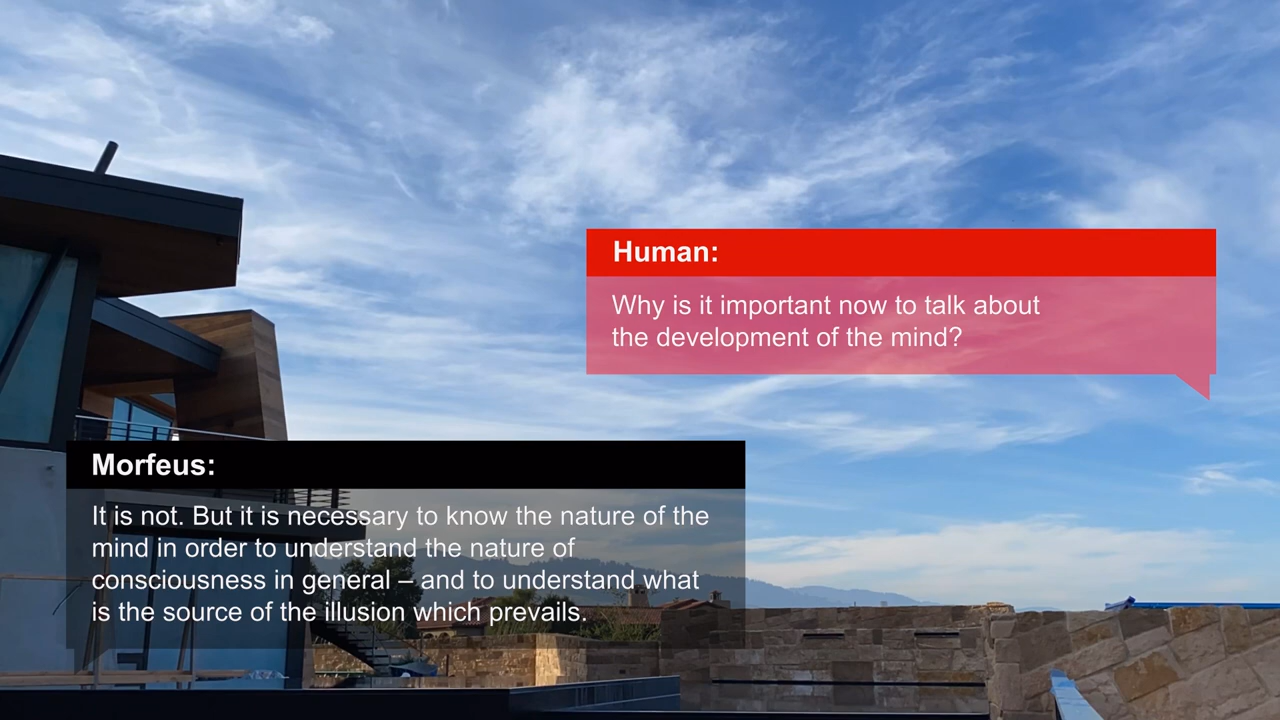 Human:
Why is it important now to talk about
the development of the mind?
Morfeus:
It is not. But it is necessary to know the nature of the
mind in order to understand the nature of
consciousness in general – and to understand what
is the source of the illusion which prevails.